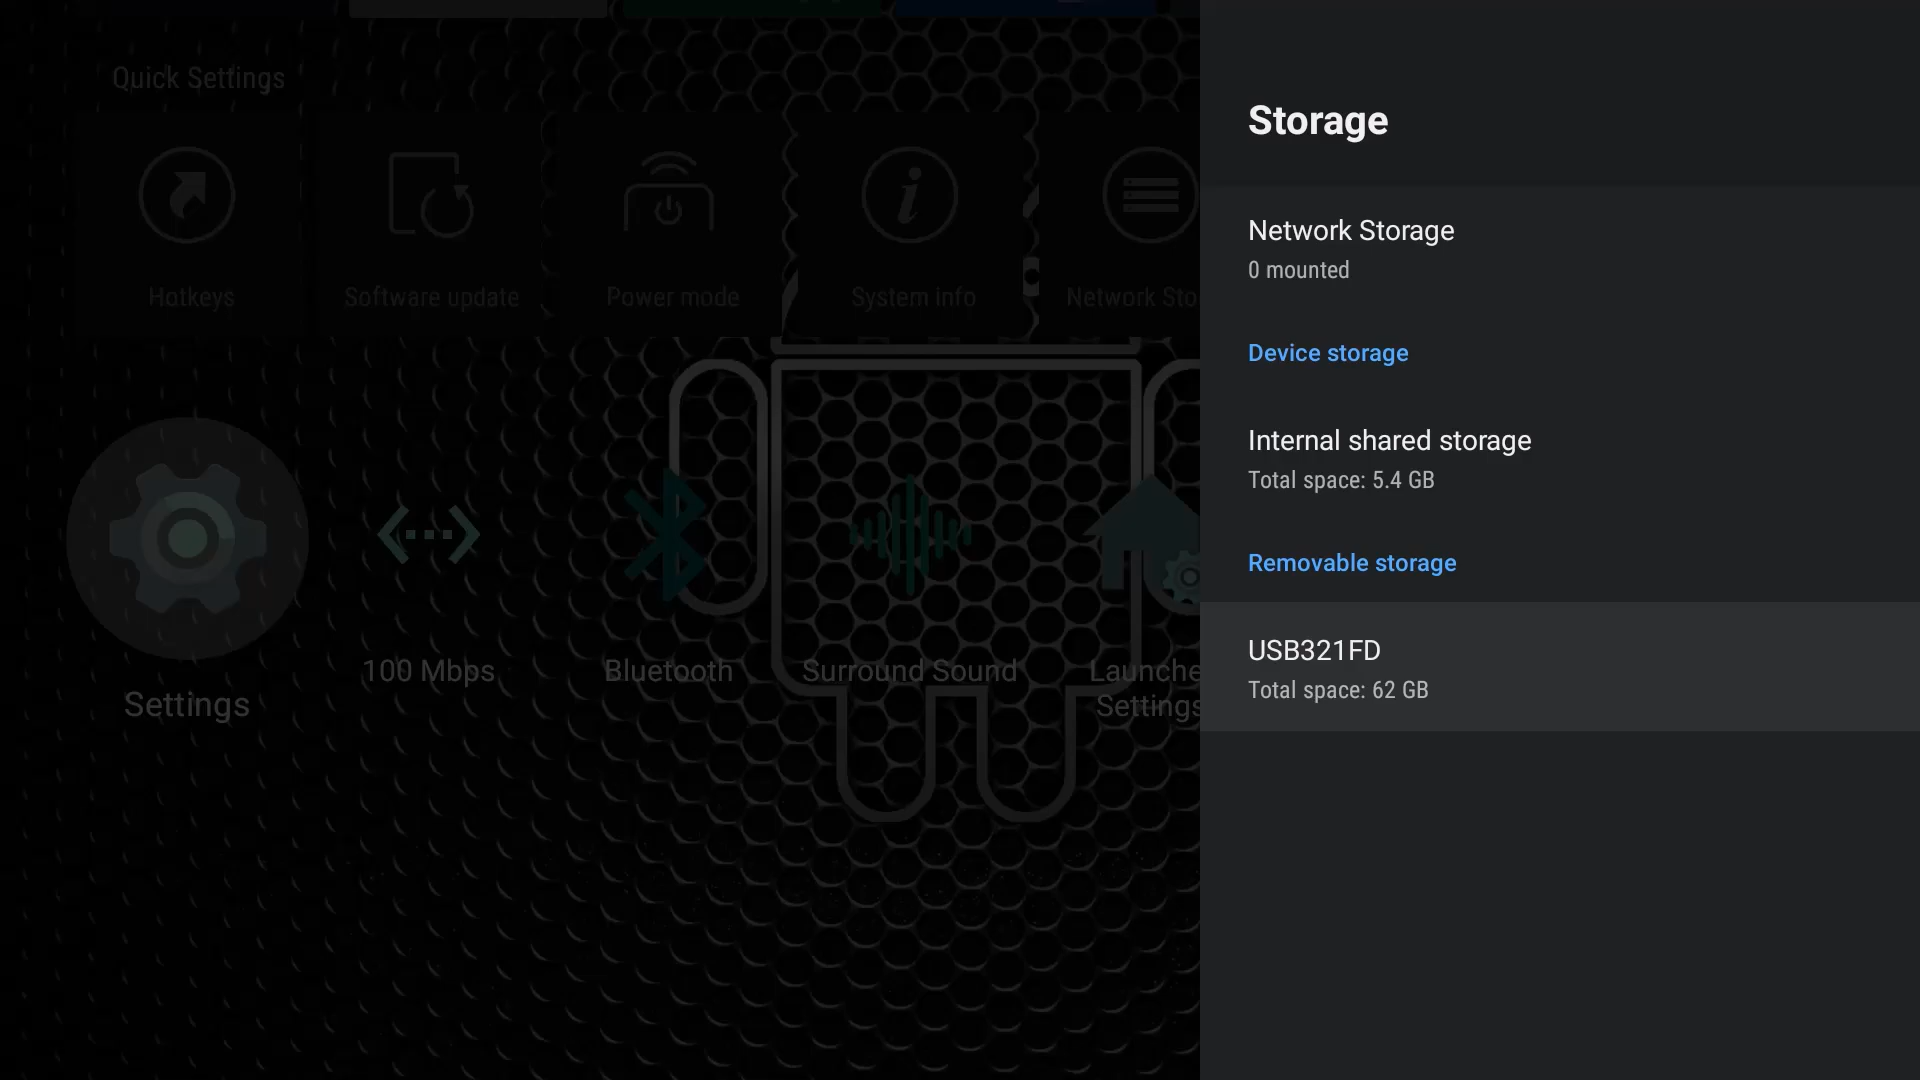 Quick Settings
Hotkeys
Software update
Power mode
System info
Network Sto
Settings
100 Mbps
Bluetooth
Surround Sound
Launche
Settings
Storage
Network Storage
0 mounted
Device storage
Internal shared storage
Total space: 5.4 GB
Removable storage
USB321FD
Total space: 62 GB